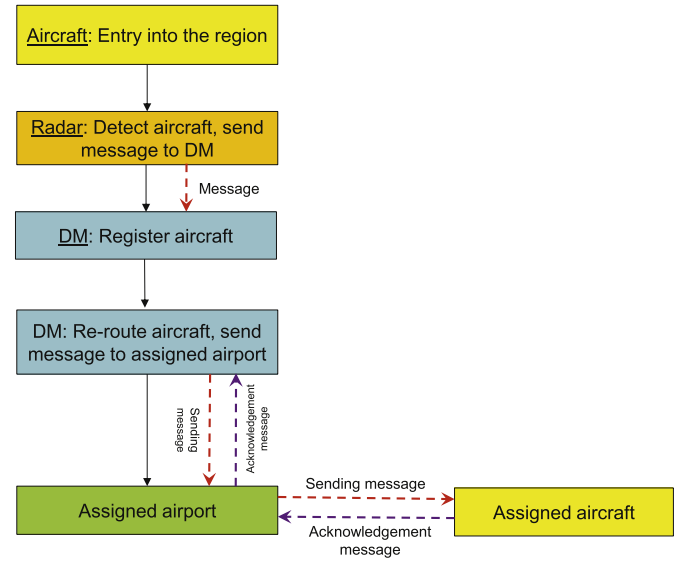 Aircraft: Entry into the region
Radar: Detect aircraft, send
message to DM
Message
DM: Register aircraft
DM: Re-route aircraft, send
message to assigned airport
Sending
message
Acknowledgement
message
Assigned airport
Sending message
Acknowledgement
message
Assigned aircraft